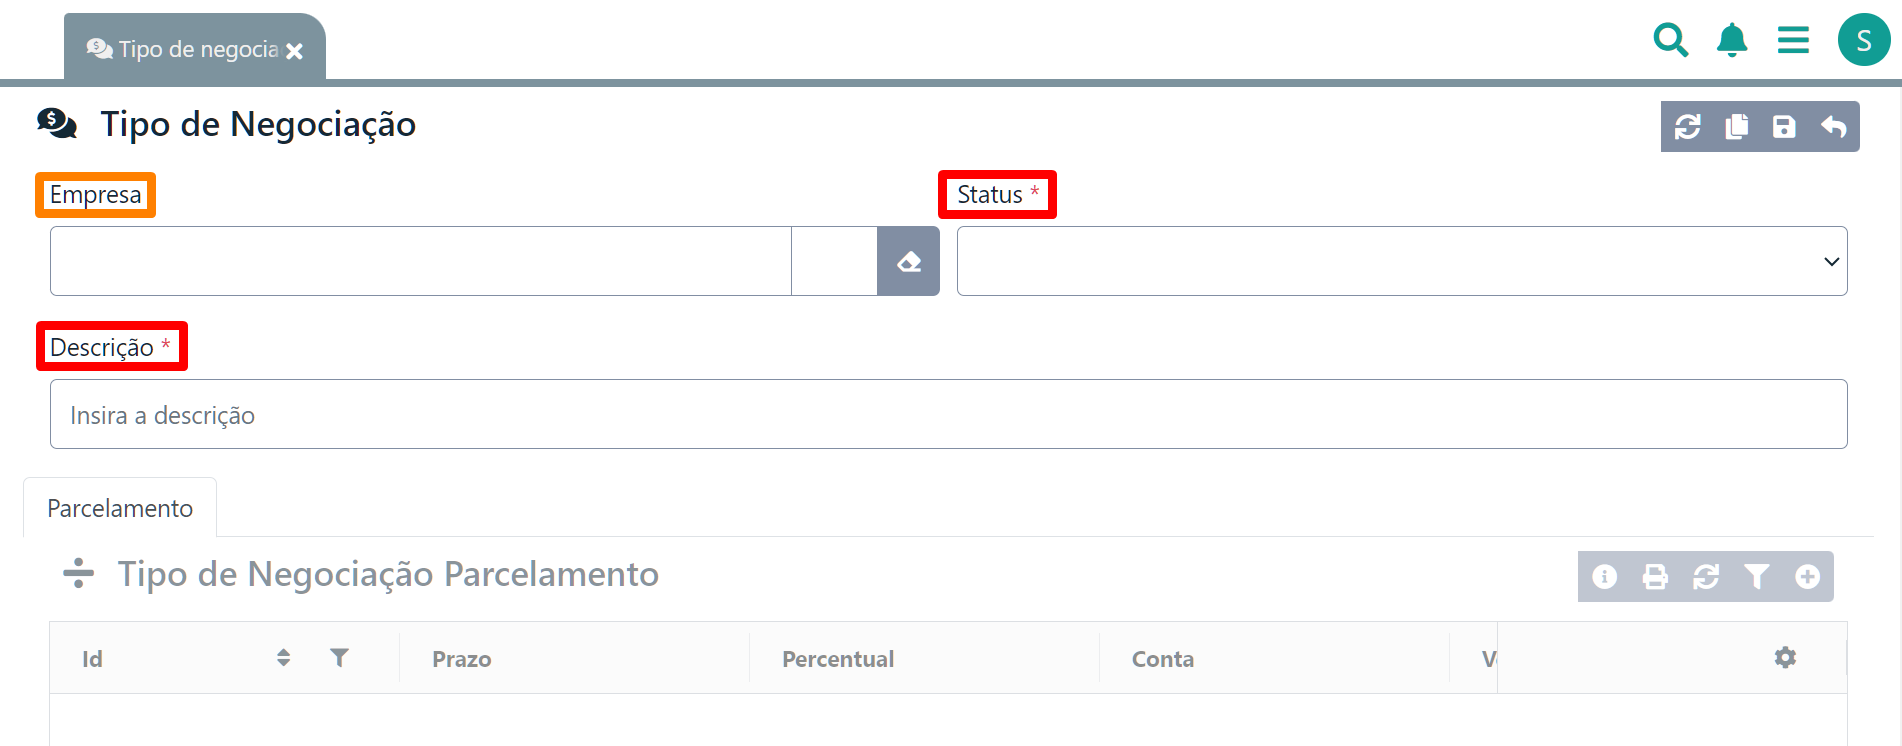 Tipo de negocia
S
Tipo de Negociação
Empresa
Status *
Descrição *
Insira a descrição
Parcelamento
Tipo de Negociação Parcelamento
Id Prazo Percentual Conta